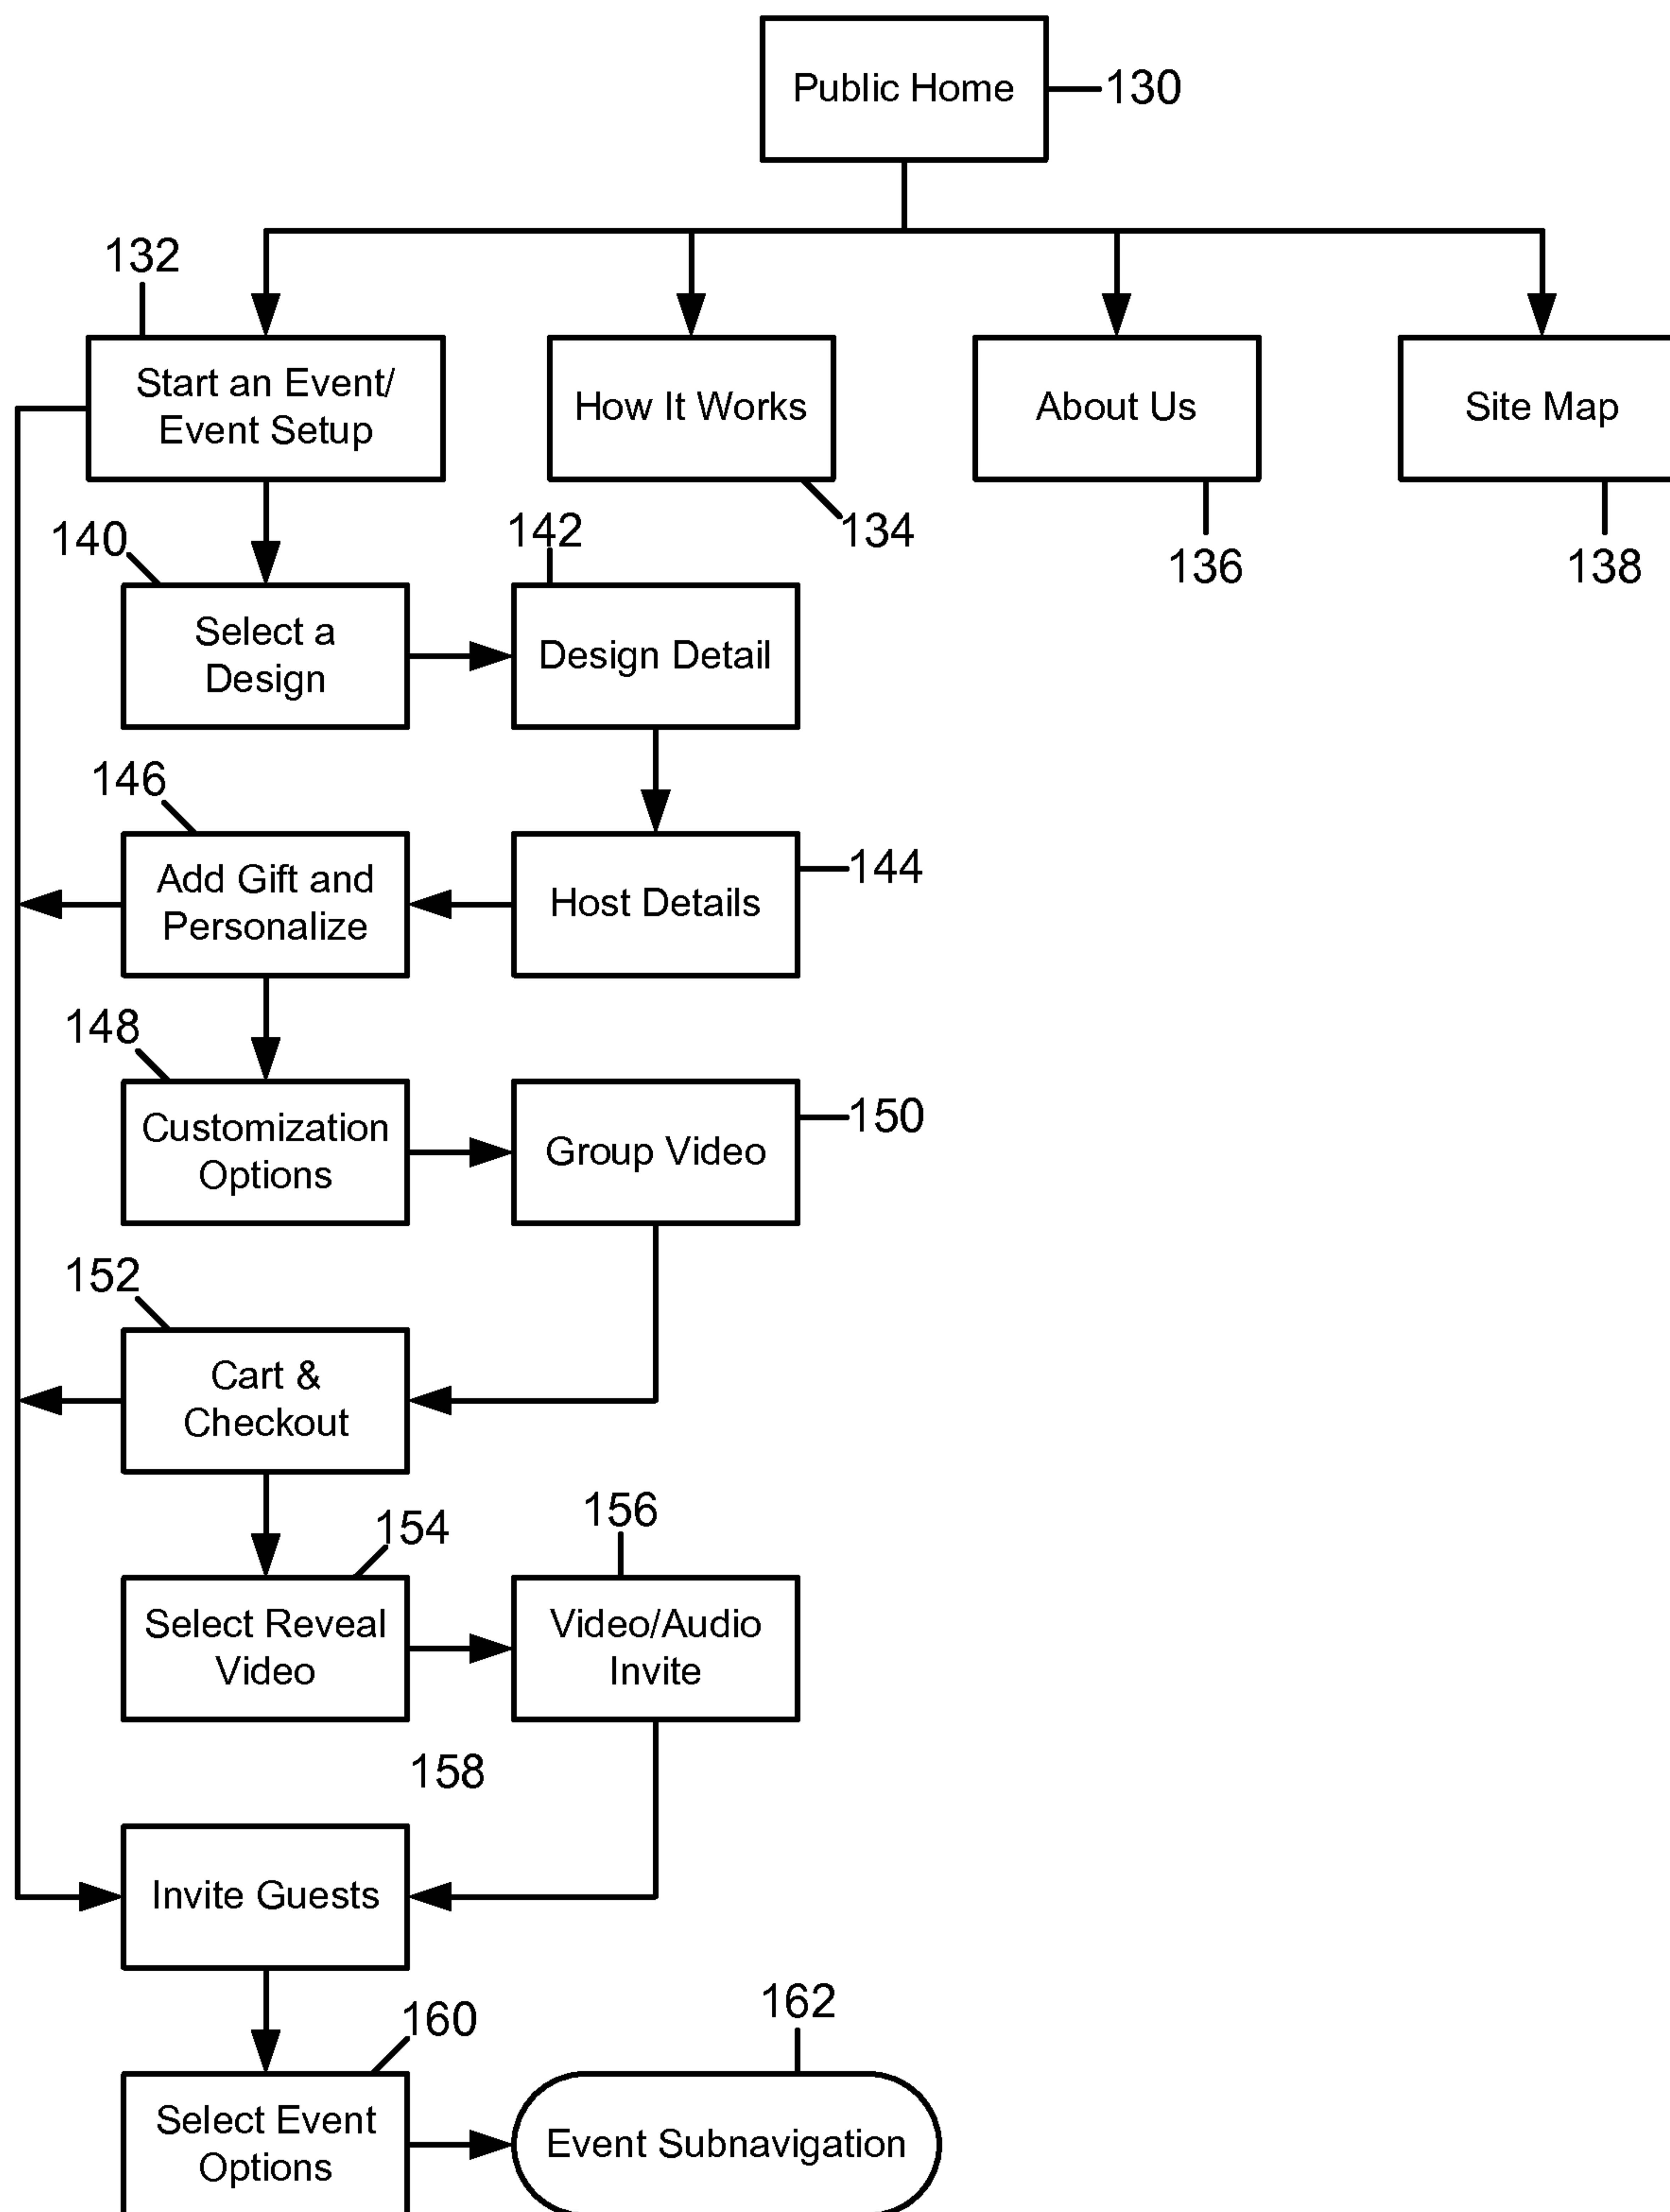 Public Home
130
132
Start an Event/
Event Setup
How It Works
About Us
Site Map
134
136
138
140
142
Select a
Design
Design Detail
146
144
Add Gift and
Personalize
Host Details
148
150
Customization
Options
Group Video
152
Cart &
Checkout
154
156
Select Reveal
Video
Video/Audio
Invite
158
Invite Guests
160
162
Select Event
Options
Event Subnavigation